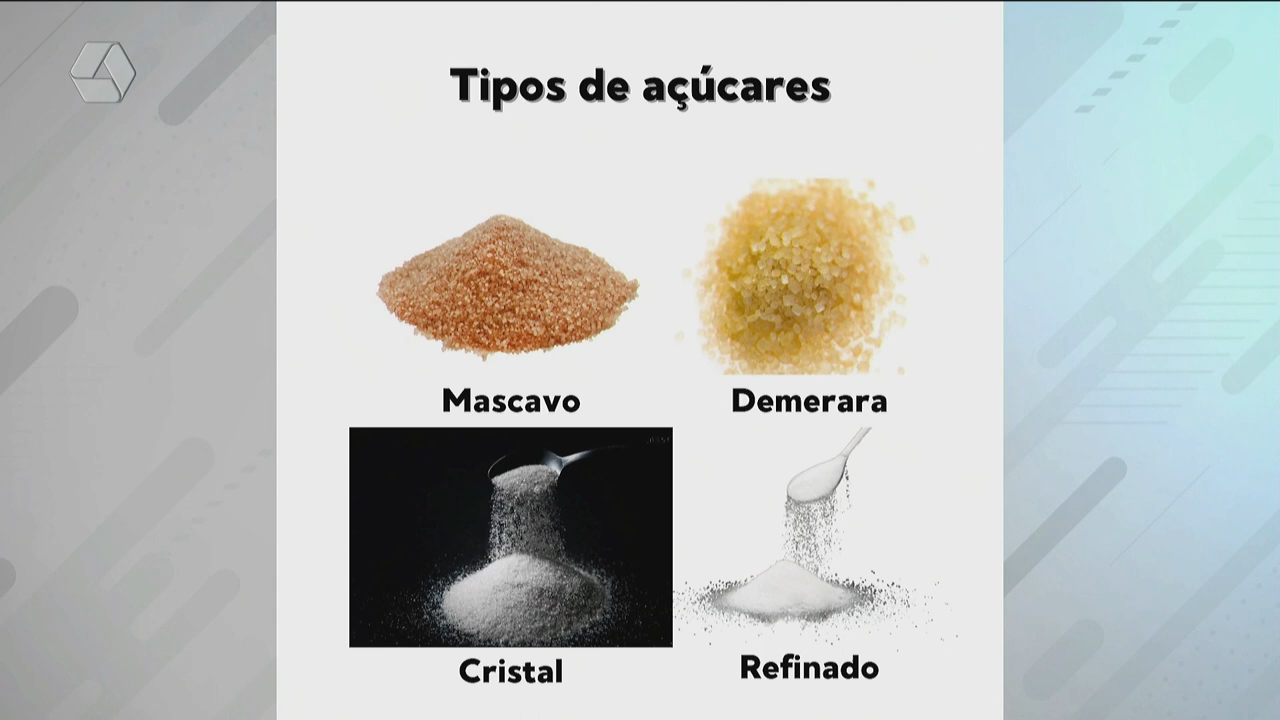 Tipos de açúcares
Mascavo
Demerara
Cristal
Refinado